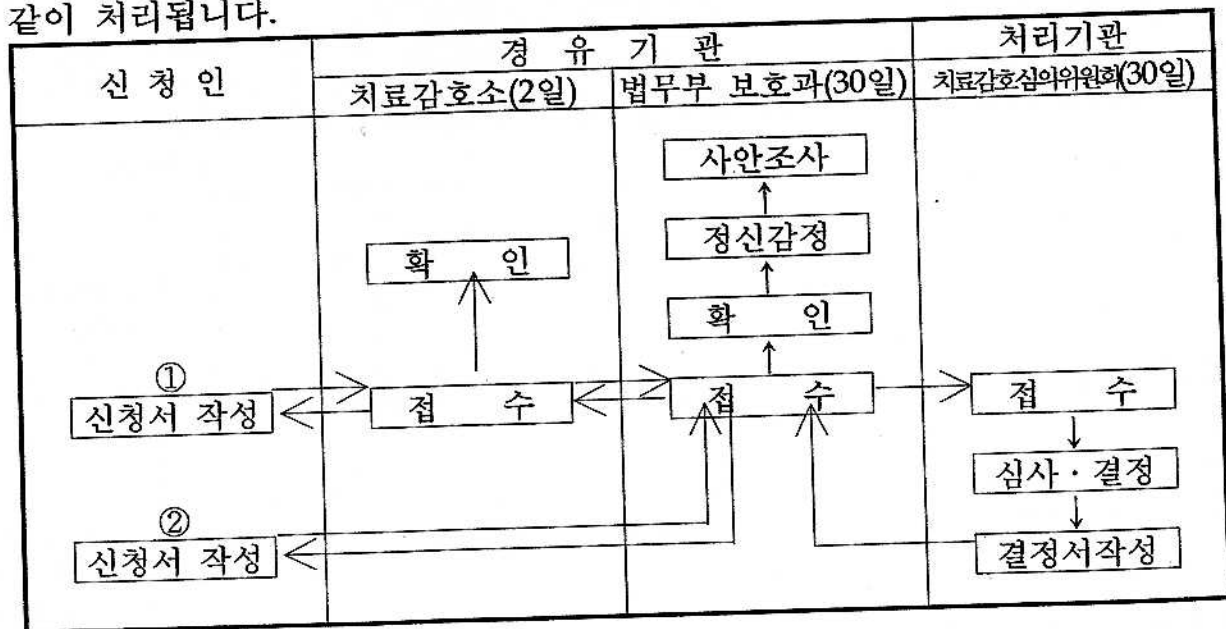 같이 처리됩니다.
신 청 인
경 유 기 관
처리기관
치료감호소(2일)
법무부 보호과(30일)
치료감호심의위원회(30일)
사안조사
정신감정
확 인
확 인
①
신청서 작성
접 수
접 수
접 수
심사·결정
②
신청서 작성
결정서작성